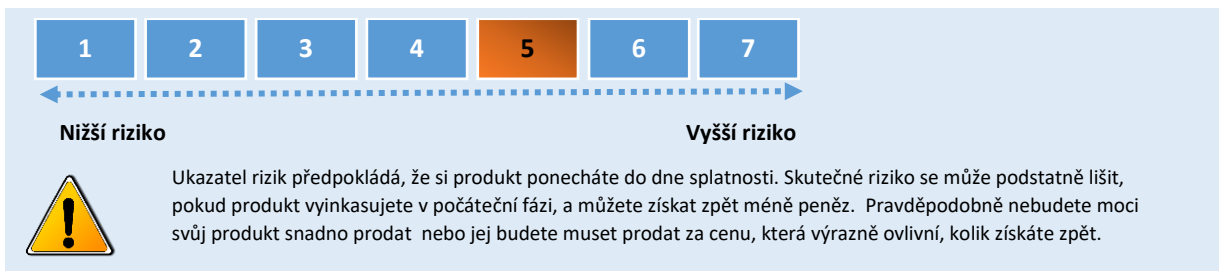 1 2 3 4 5 6 7
Nižší riziko Vyšší riziko
Ukazatel rizik předpokládá, že si produkt ponecháte do dne splatnosti. Skutečné riziko se může podstatně lišit,
pokud produkt vyinkasujete v počáteční fázi, a můžete získat zpět méně peněz. Pravděpodobně nebudete moci
svůj produkt snadno prodat nebo jej budete muset prodat za cenu, která výrazně ovlivní, kolik získáte zpět.